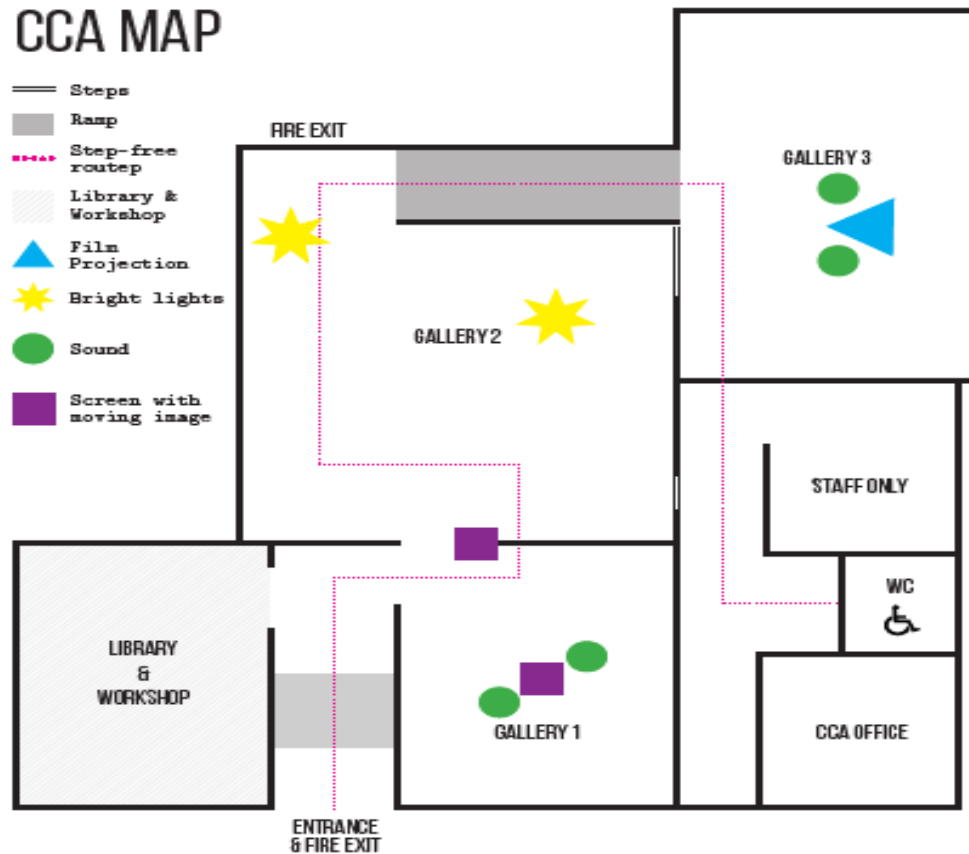 CCA MAP
Steps
Ramp
Step-free
routep
Library &
Workshop
Film
Projection
Bright lights
Sound
Screen with
moving image
FIRE EXIT
GALLERY 3
GALLERY 2
STAFF ONLY
WC
LIBRARY
&
WORKSHOP
GALLERY 1
CCA OFFICE
ENTRANCE
& FIRE EXIT